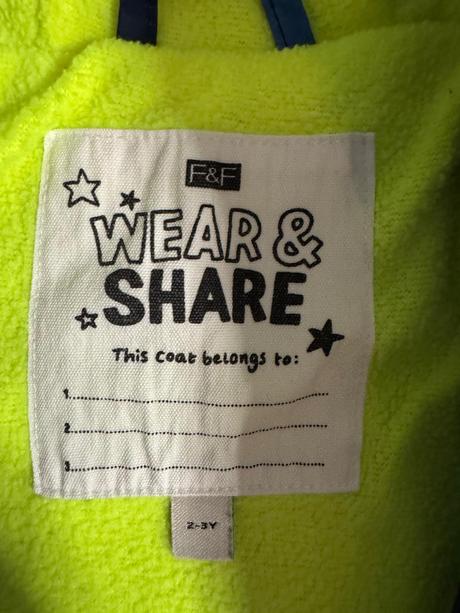 F&F
WEAR &
SHARE
This coat belongs to:
1.
2.
3.
2-3Y